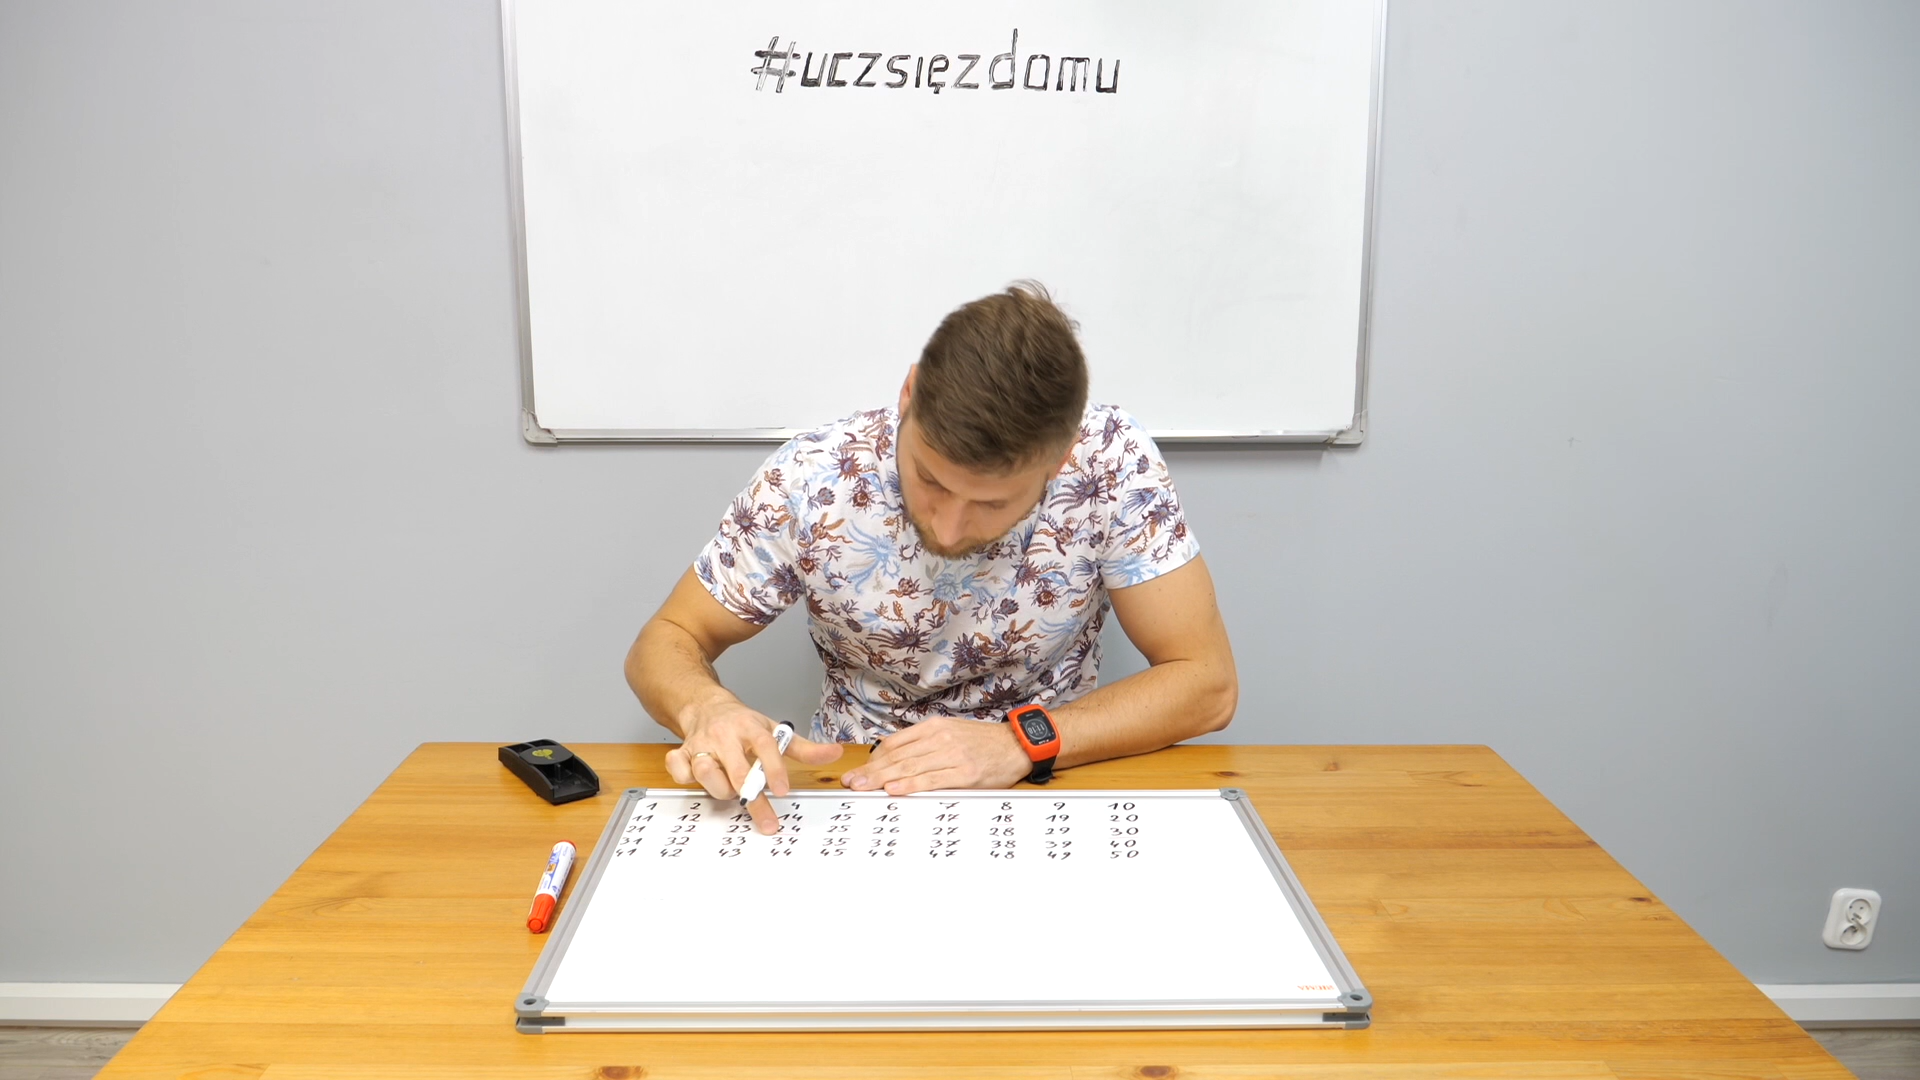 #uczsięzdomu
1 2 4 5 6 7 8 9 10
11 12 13 14 15 16 17 18 19 20
21 22 23 24 25 26 27 28 29 30
31 32 33 34 35 36 37 38 39 40
41 42 43 44 45 46 47 48 49 50